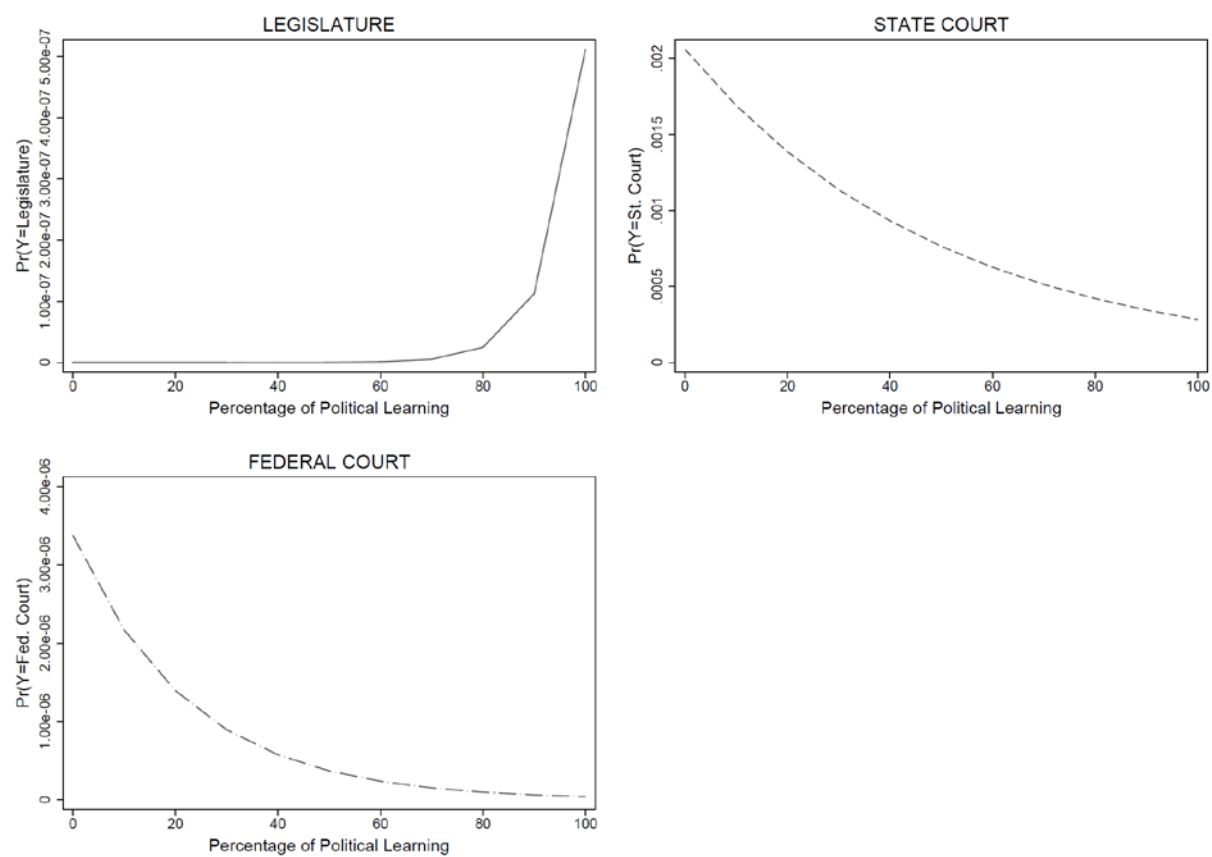 LEGISLATURE
Pr(Y=Legislature)
5.00e-07
4.00e-07
3.00e-07
2.00e-07
1.00e-07
0
0 20 40 60 80 100
Percentage of Political Learning
STATE COURT
Pr(Y=St. Court)
.002
.0015
.001
.0005
0
0 20 40 60 80 100
Percentage of Political Learning
FEDERAL COURT
Pr(Y=Fed. Court)
4.00e-06
3.00e-06
2.00e-06
1.00e-06
0
0 20 40 60 80 100
Percentage of Political Learning